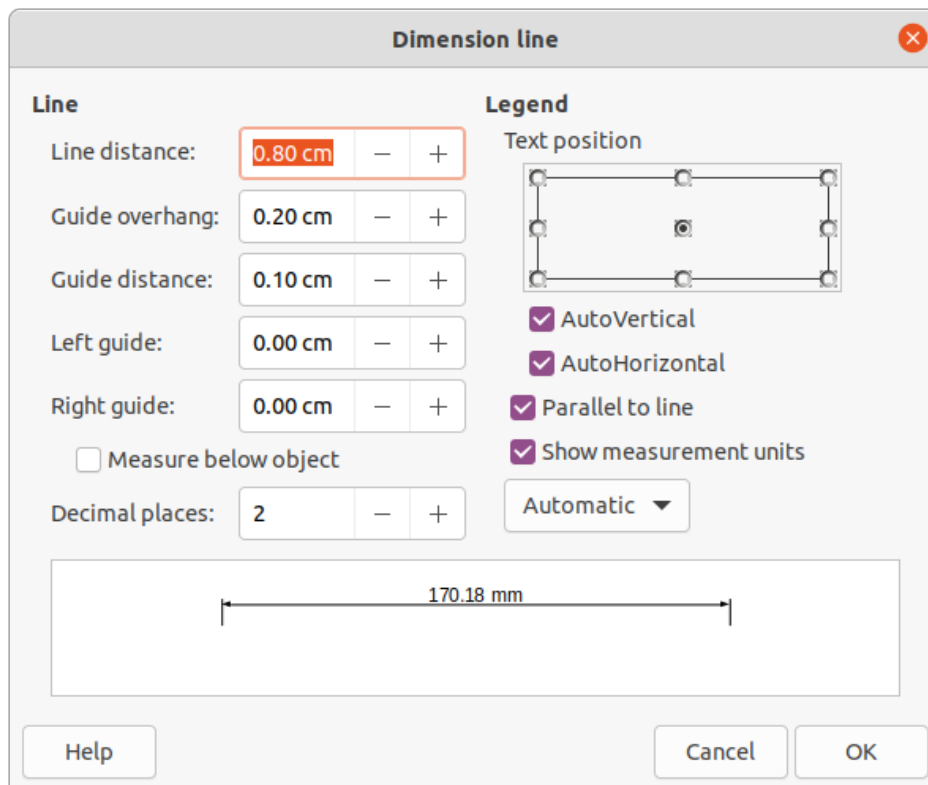 Dimension line
Line
Line distance: 0.80 cm
Guide overhang: 0.20 cm
Guide distance: 0.10 cm
Left guide: 0.00 cm
Right guide: 0.00 cm
Measure below object
Decimal places: 2
Legend
Text position
AutoVertical
AutoHorizontal
Parallel to line
Show measurement units
Automatic
170.18 mm
Help
Cancel
OK